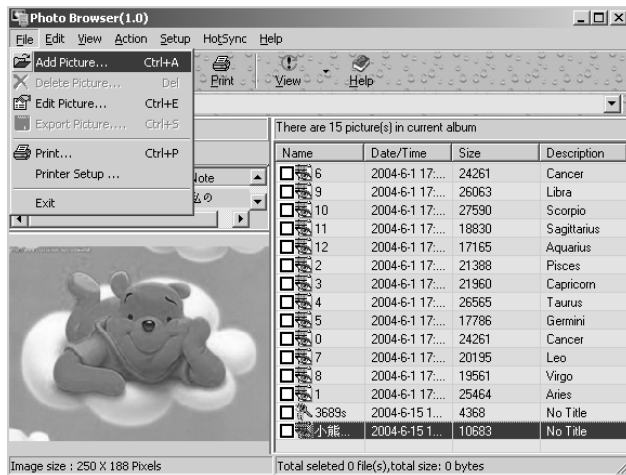 Photo Browser(1.0)
File Edit View Action Setup HotSync Help
Add Picture... Ctrl+A
Delete Picture... Del
Edit Picture... Ctrl+E
Export Picture.... Ctrl+S
Print... Ctrl+P
Printer Setup ...
Exit
Print View Help
There are 15 picture(s) in current album
Note
Name Date/Time Size Description
6 2004-6-1 17:... 24261 Cancer
9 2004-6-1 17:... 26063 Libra
10 2004-6-1 17:... 27590 Scorpio
11 2004-6-1 17:... 18830 Sagittarius
12 2004-6-1 17:... 17165 Aquarius
2 2004-6-1 17:... 21388 Pisces
3 2004-6-1 17:... 21960 Capricorn
4 2004-6-1 17:... 26565 Taurus
5 2004-6-1 17:... 17786 Germini
0 2004-6-1 17:... 24261 Cancer
7 2004-6-1 17:... 20195 Leo
8 2004-6-1 17:... 19561 Virgo
1 2004-6-1 17:... 25464 Aries
3689s 2004-6-15 1... 4368 No Title
小熊... 2004-6-15 1... 10683 No Title
Image size : 250 X 188 Pixels
Total seleted 0 file(s),total size: 0 bytes